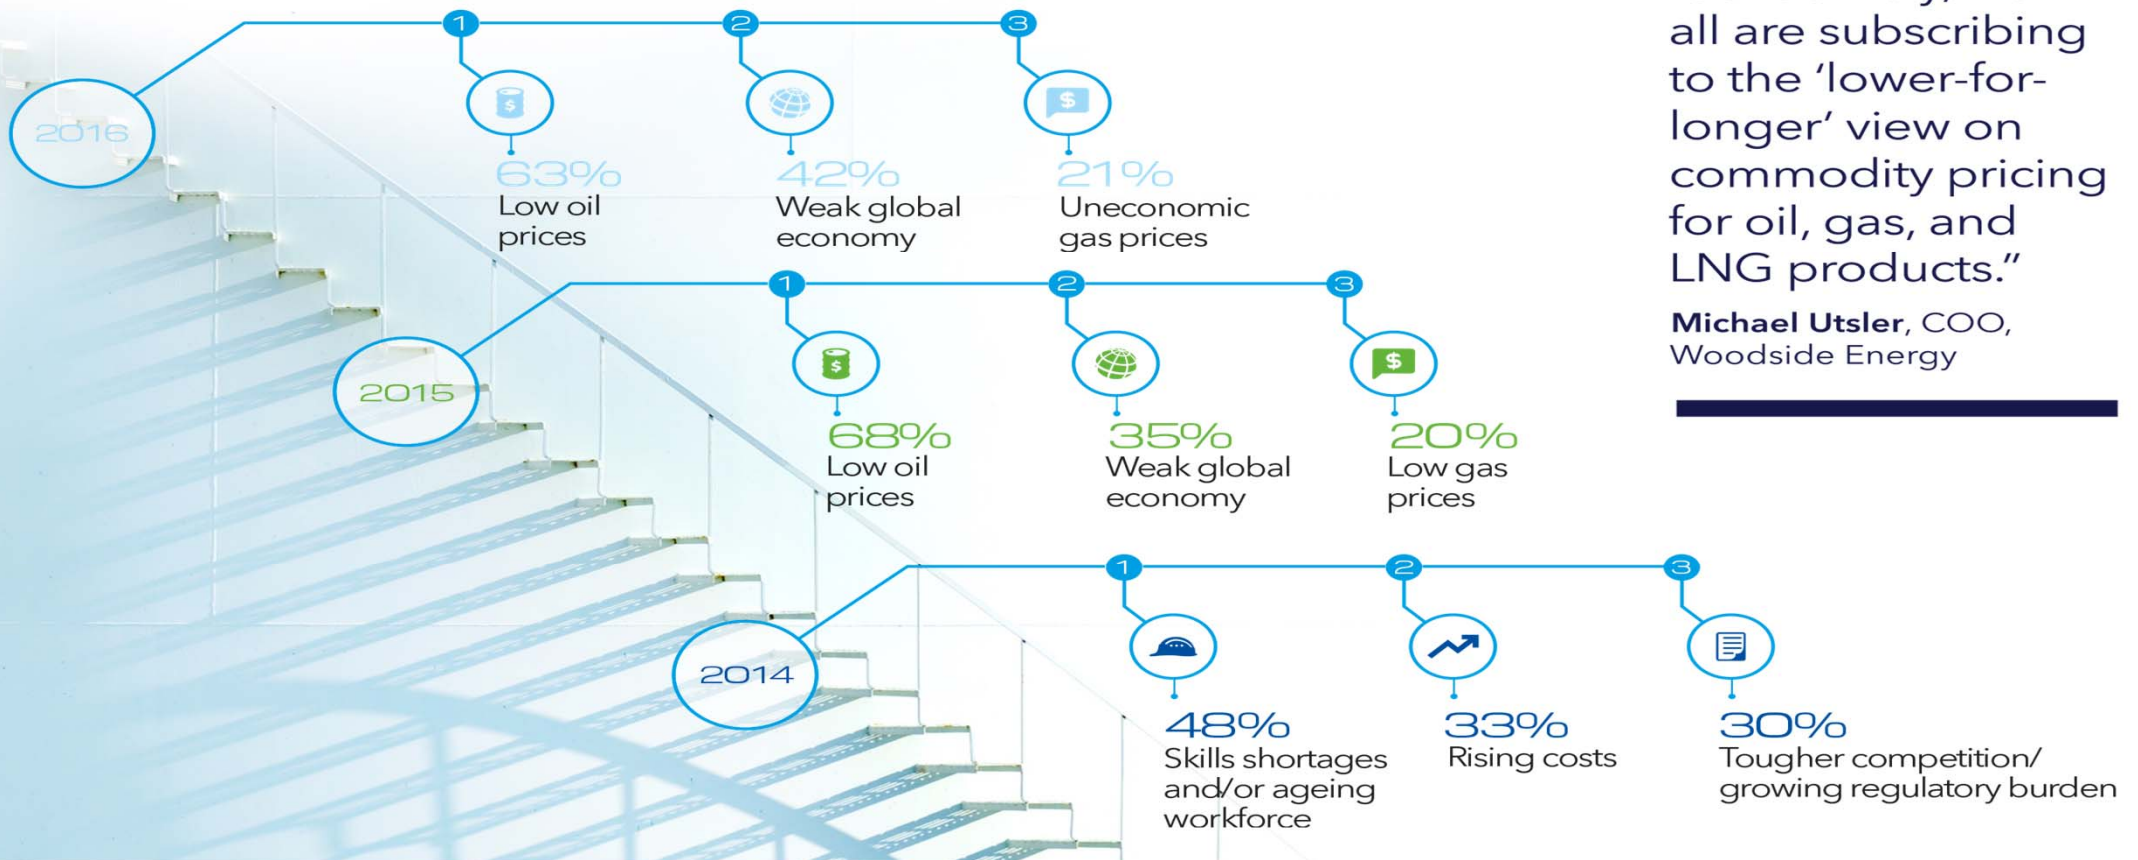 1
2
3
2016
63%
Low oil
prices
42%
Weak global
economy
21%
Uneconomic
gas prices
1
2
3
2015
68%
Low oil
prices
35%
Weak global
economy
20%
Low gas
prices
1
2
3
2014
48%
Skills shortages
and/or ageing
workforce
33%
Rising costs
30%
Tougher competition/
growing regulatory burden
all are subscribing
to the ‘lower-for-
longer’ view on
commodity pricing
for oil, gas, and
LNG products.”
Michael Utsler, COO,
Woodside Energy